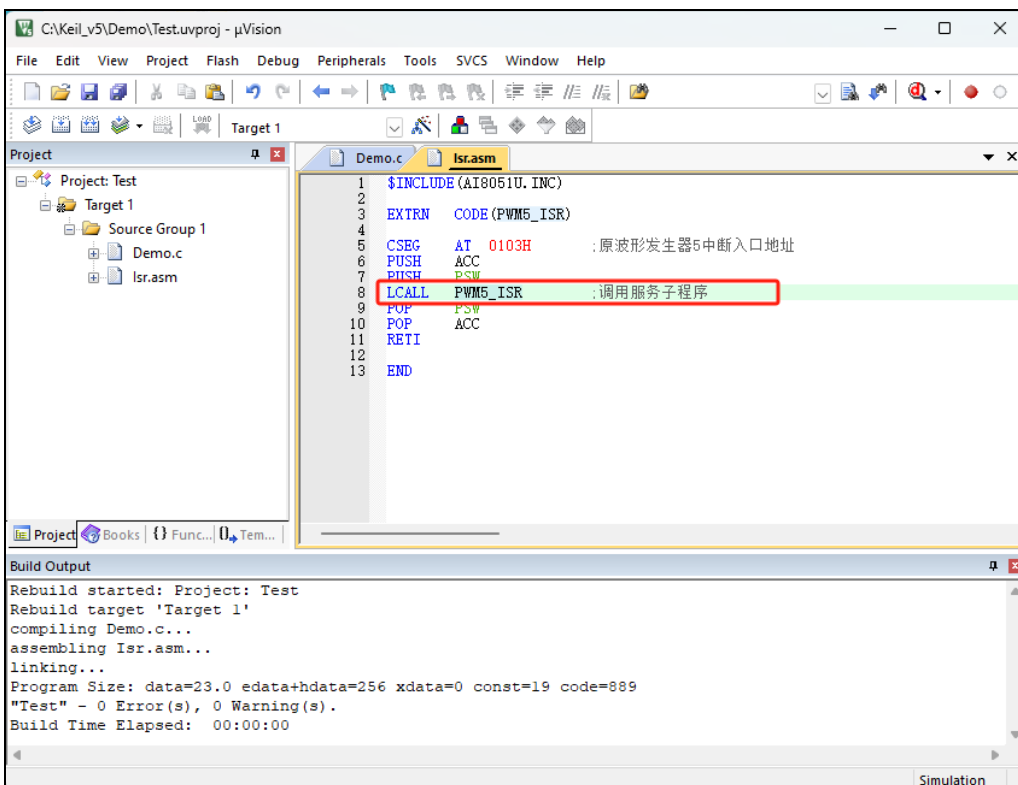 C:\Keil_v5\Demo\Test.uvproj - µVision
File Edit View Project Flash Debug Peripherals Tools SVCS Window Help
LOAD Target 1
Project
Project: Test
Target 1
Source Group 1
Demo.c
Isr.asm
Project Books {} Func... 0 Tem...
Demo.c Isr.asm
1 $INCLUDE(AI8051U.INC)
2
3 EXTRN CODE(PWM5_ISR)
4
5 CSEG AT 0103H ;原波形发生器5中断入口地址
6 PUSH ACC
7 PUSH PSW
8 LCALL PWM5_ISR ;调用服务子程序
9 POP PSW
10 POP ACC
11 RETI
12
13 END
Build Output
Rebuild started: Project: Test
Rebuild target 'Target 1'
compiling Demo.c...
assembling Isr.asm...
linking...
Program Size: data=23.0 edata+hdata=256 xdata=0 const=19 code=889
"Test" - 0 Error(s), 0 Warning(s).
Build Time Elapsed: 00:00:00
Simulation